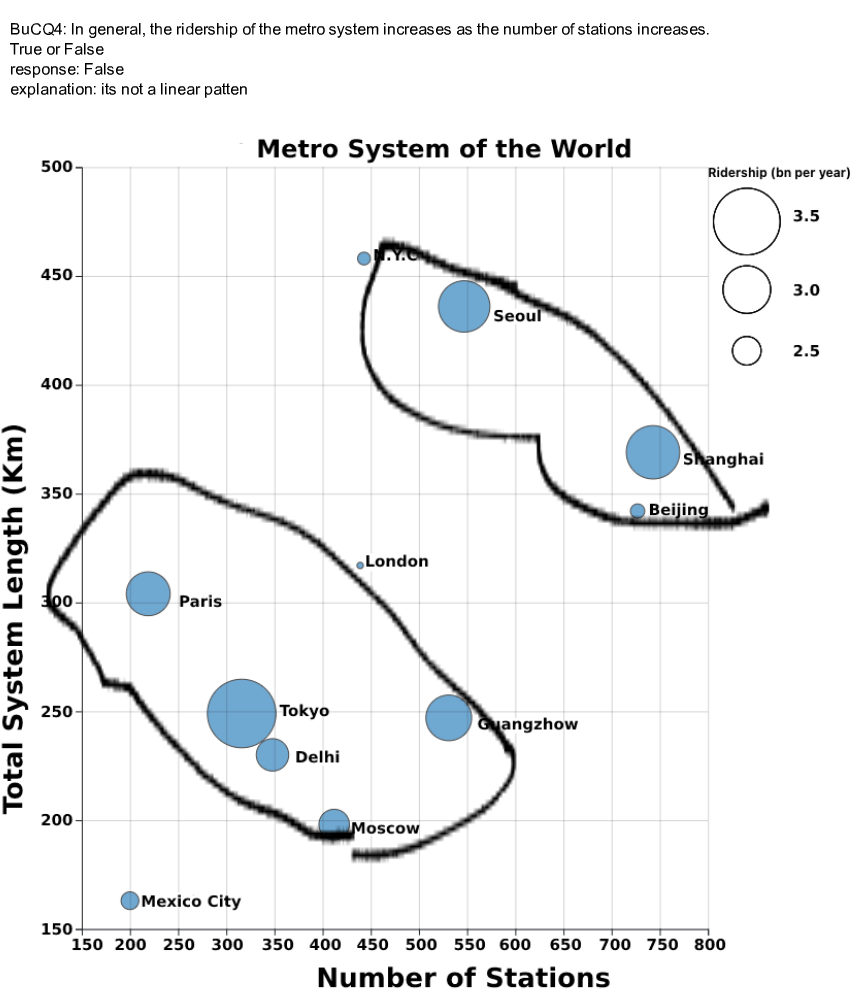 BuCQ4: In general, the ridership of the metro system increases as the number of stations increases.
True or False
response: False
explanation: its not a linear patten
Metro System of the World
Ridership (bn per year)
3.5
3.0
2.5
Total System Length (Km)
500
450
400
350
300
250
200
150
N.Y.C
Seoul
Shanghai
Beijing
London
Paris
Tokyo
Guangzhow
Delhi
Moscow
Mexico City
150 200 250 300 350 400 450 500 550 600 650 700 750 800
Number of Stations